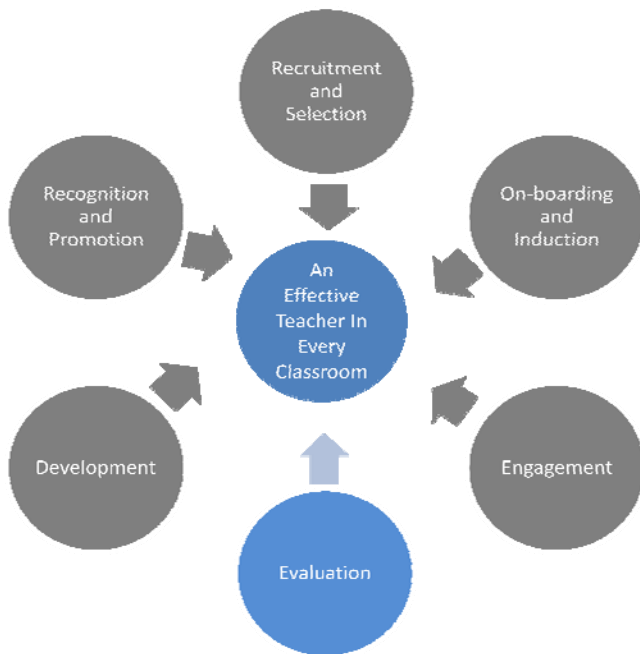 Recruitment
and
Selection
Recognition
and
Promotion
On-boarding
and
Induction
An
Effective
Teacher In
Every
Classroom
Development
Engagement
Evaluation